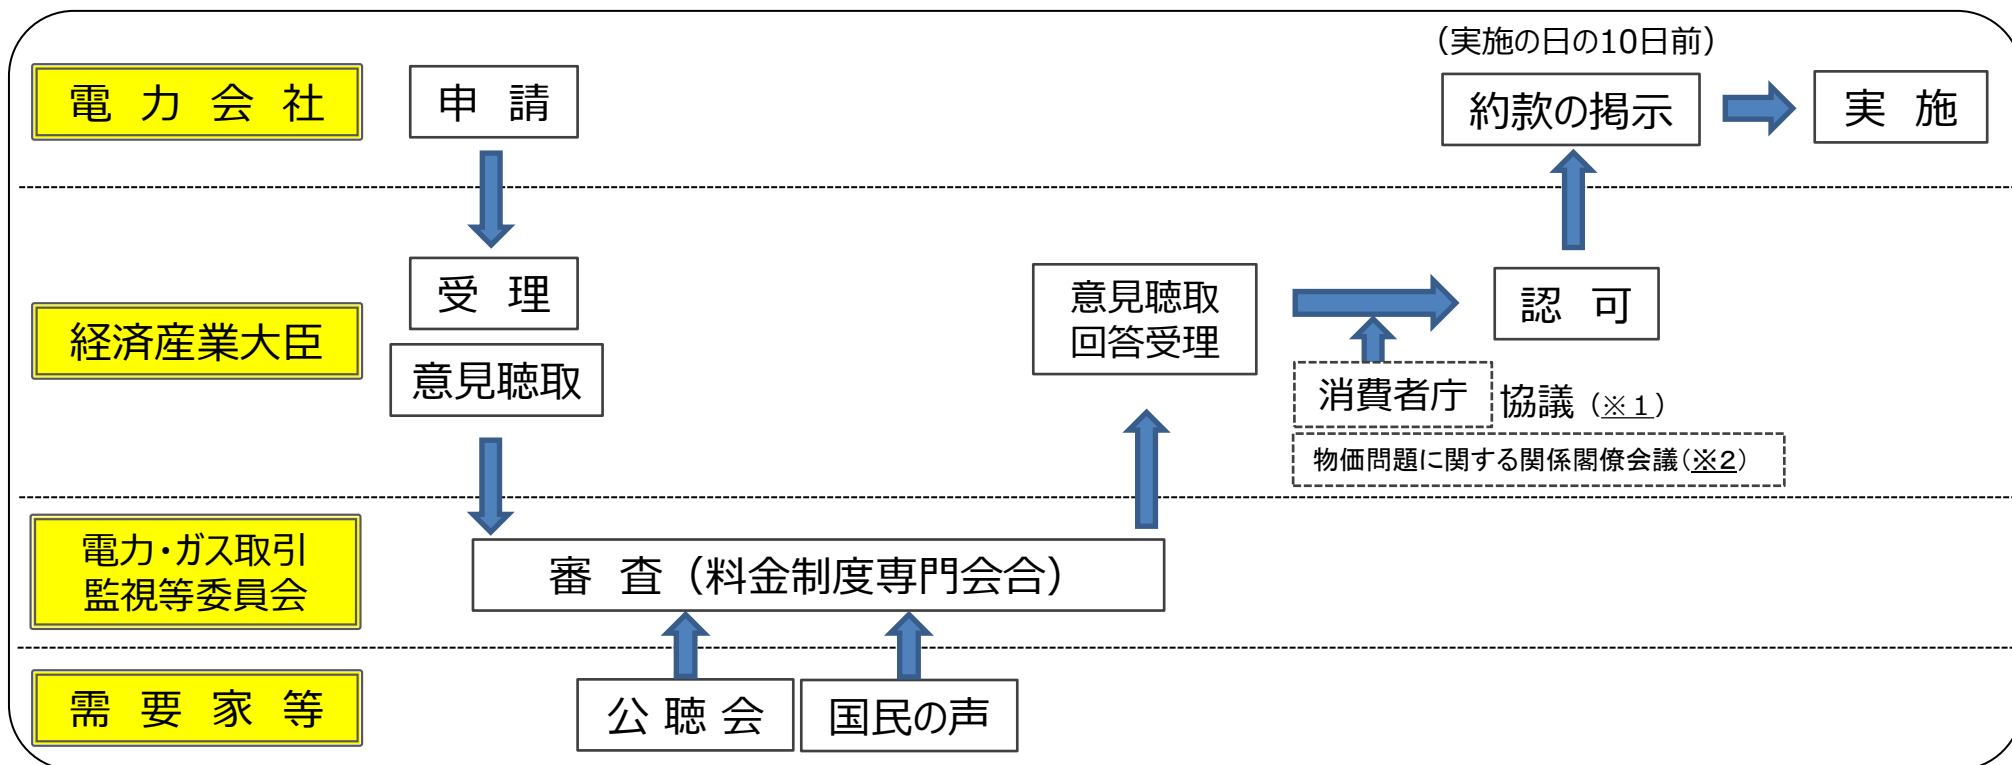 (実施の日の10日前)
電 力 会 社
申 請
約款の掲示
実 施
経済産業大臣
受 理
意見聴取
意見聴取
回答受理
認 可
消費者庁
協議(※1)
物価問題に関する関係閣僚会議(※2)
電力・ガス取引
監視等委員会
審 査(料金制度専門会合)
需 要 家 等
公 聴 会
国民の声